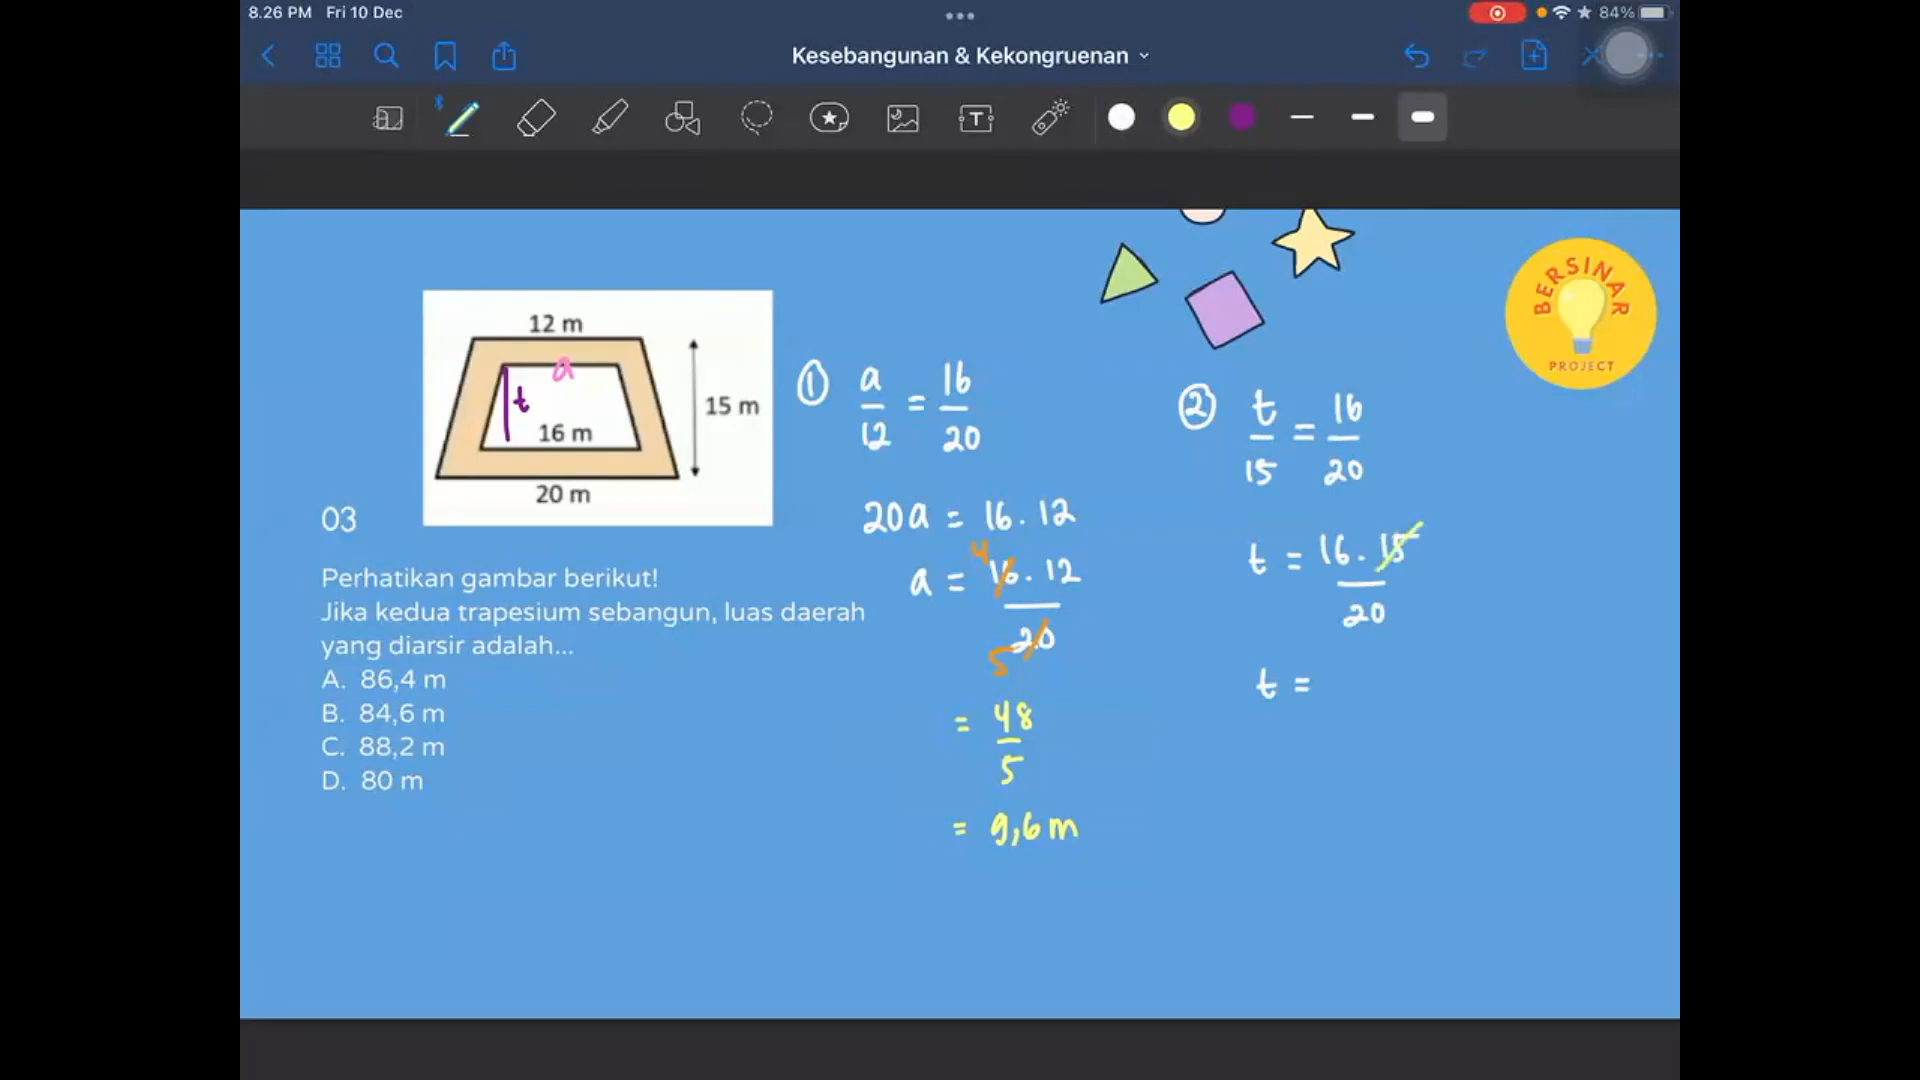 8.26 PM Fri 10 Dec
84%
Kesebangunan & Kekongruenan
T
BERSINAR
PROJECT
12 m
a
t
15 m
16 m
20 m
03
Perhatikan gambar berikut!
Jika kedua trapesium sebangun, luas daerah
yang diarsir adalah...
A. 86,4 m
B. 84,6 m
C. 88,2 m
D. 80 m
① a/12 = 16/20
20a = 16 . 12
4
a = 16 . 12 / 20
5
= 48/5
= 9,6 m
② t/15 = 16/20
t = 16 . 15 / 20
t =